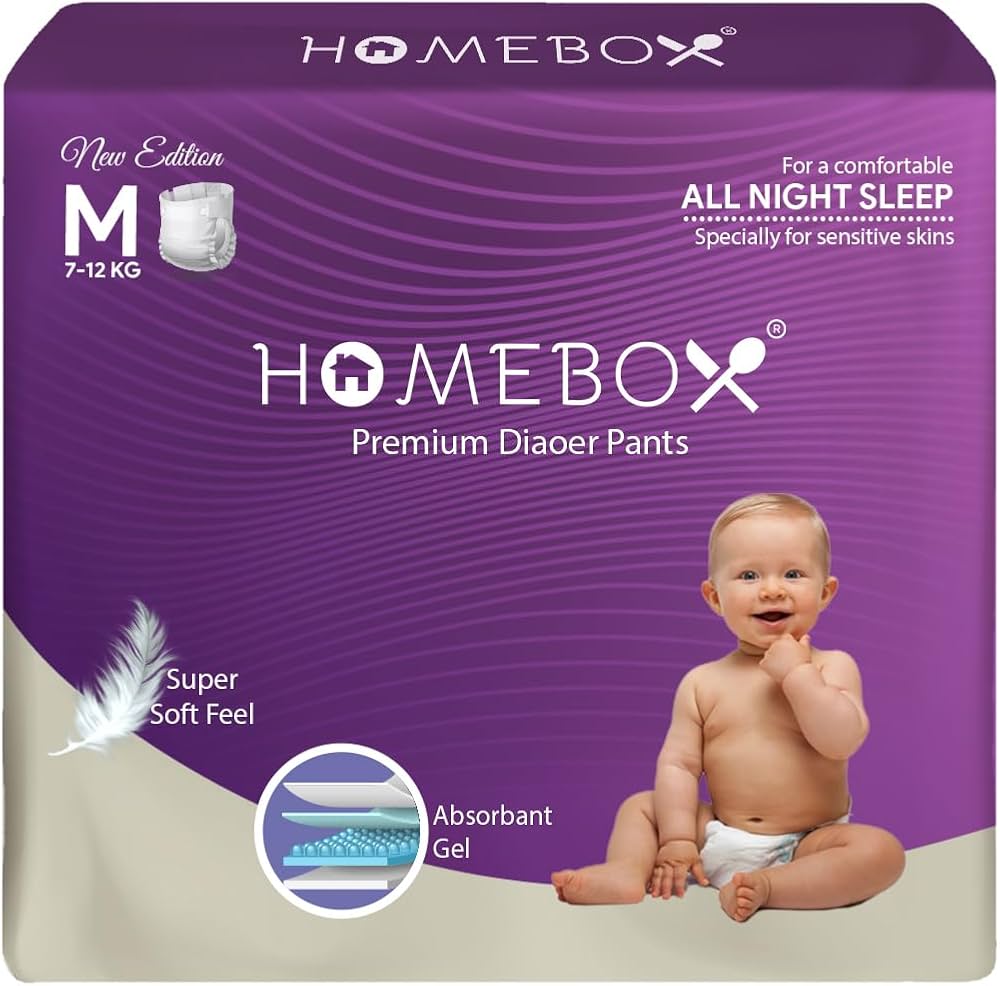 HOMEBOX®
New Edition
M
7-12 KG
For a comfortable
ALL NIGHT SLEEP
Specially for sensitive skins
HOMEBOX®
Premium Diaoer Pants
Super
Soft Feel
Absorbant
Gel